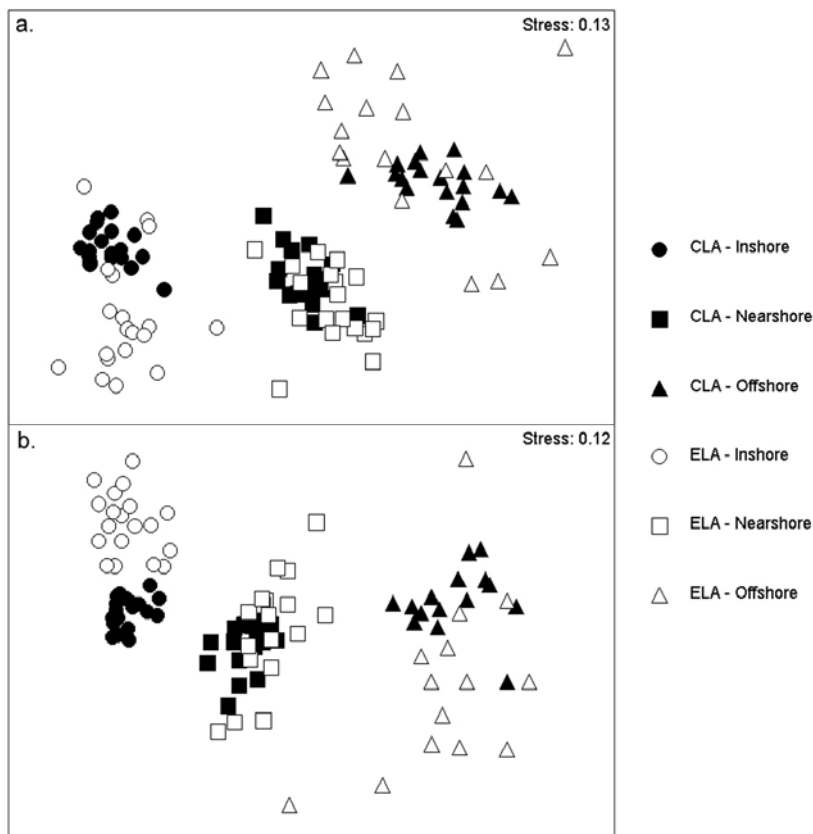 a.
Stress: 0.13
b.
Stress: 0.12
CLA - Inshore
CLA - Nearshore
CLA - Offshore
ELA - Inshore
ELA - Nearshore
ELA - Offshore